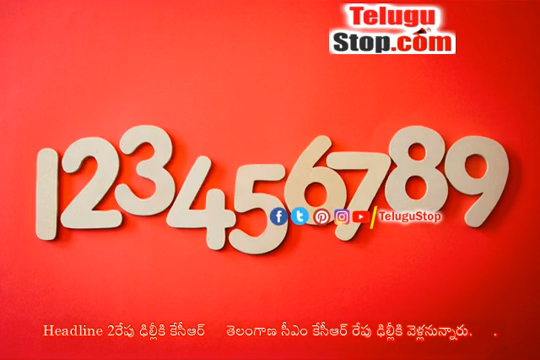 Telugu
Stop.com
123456789
/TeluguStop
Headline 2రేపు ఢిల్లీకి కేసీఆర్ తెలంగాణ సీఎం కేసీఆర్ రేపు ఢిల్లీకి వెళ్లనున్నారు. .